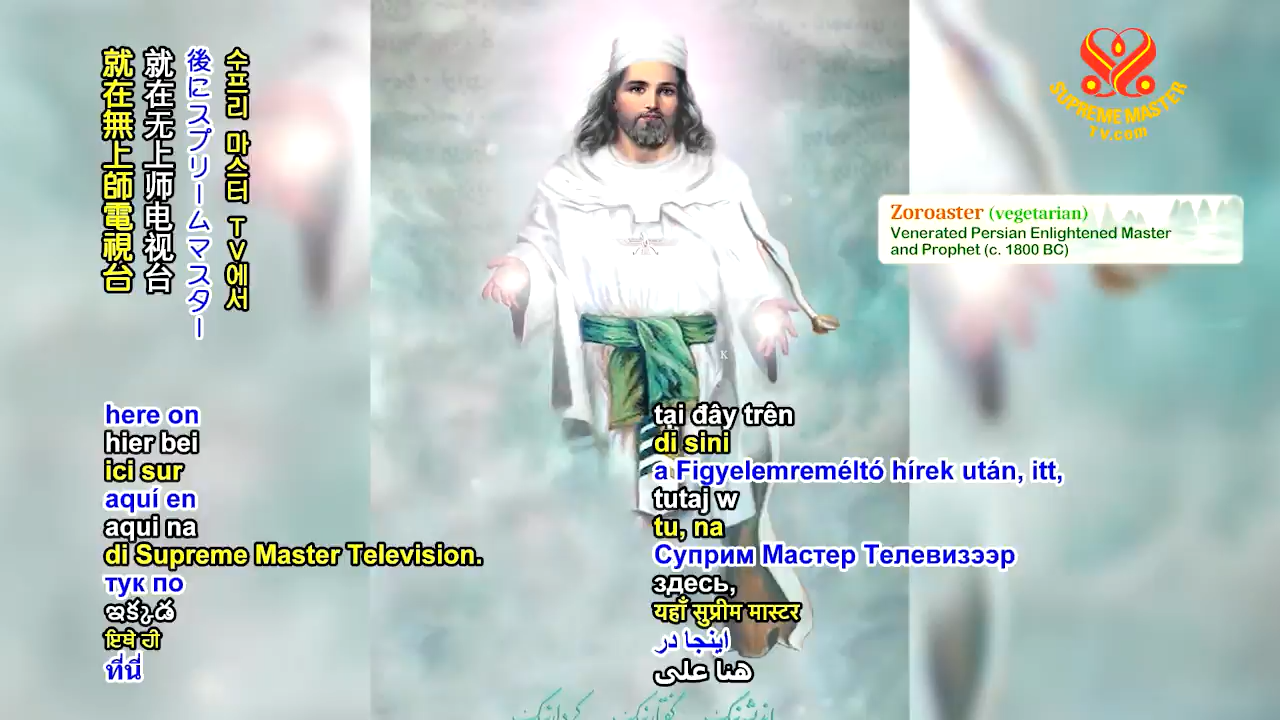 就在無上師電視台
就在无上师电视台
後にスプリームマスター
수프리 마스터 TV에서
SUPREME MASTER
TV.com
Zoroaster (vegetarian)
Venerated Persian Enlightened Master
and Prophet (c. 1800 BC)
K
here on
hier bei
ici sur
aquí en
aqui na
di Supreme Master Television.
тук по
ఇక్కడ
ਇਥੇ ਹੀ
ที่นี่
tại đây trên
di sini
a Figyelemreméltó hírek után, itt,
tutaj w
tu, na
Суприм Мастер Телевизээр
здесь,
यहाँ सुप्रीम मास्टर
اینجا در
هنا على